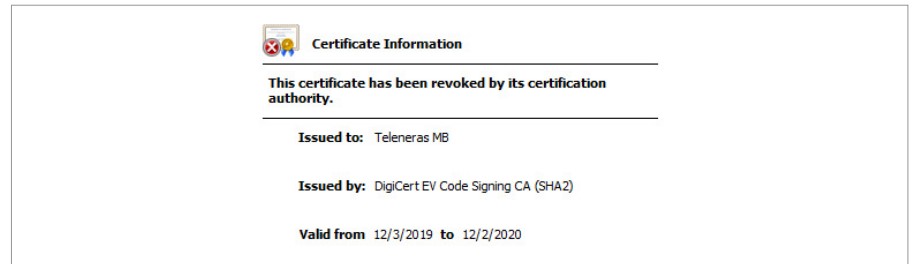 Certificate Information
This certificate has been revoked by its certification
authority.
Issued to: Teleneras MB
Issued by: DigiCert EV Code Signing CA (SHA2)
Valid from 12/3/2019 to 12/2/2020